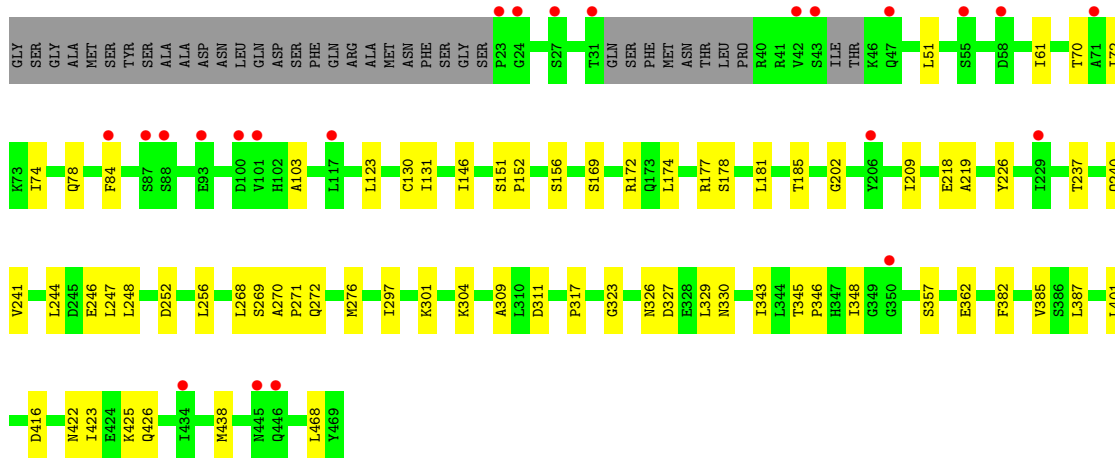 GLY SER GLY ALA MET SER TYR SER ALA ALA ASP ASN LEU GLN ASP SER PHE GLN ARG ALA MET ASN PHE SER GLY SER P23 G24 S27 T31 GLN SER PHE MET ASN THR LEU PRO R40 R41 V42 S43 ILE THR K46 Q47 L51 S55 D58 I61 T70 A71
K73 I74 Q78 F84 S87 S88 E93 D100 V101 H102 A103 L117 L123 C130 I131 I146 S151 P152 S156 S169 R172 Q173 L174 R177 S178 L181 T185 G202 Y206 I209 E218 A219 Y226 I229 T237
V241 L244 D245 E246 L247 L248 D252 L256 L268 S269 A270 P271 Q272 M276 I297 K301 K304 A309 L310 D311 P317 G323 N326 D327 E328 L329 N330 I343 L344 T345 P346 H347 I348 G349 G350 S357 E362 F382 V385 S386 L387
D416 N422 I423 E424 K425 Q426 I434 M438 N445 Q446 L468 Y469